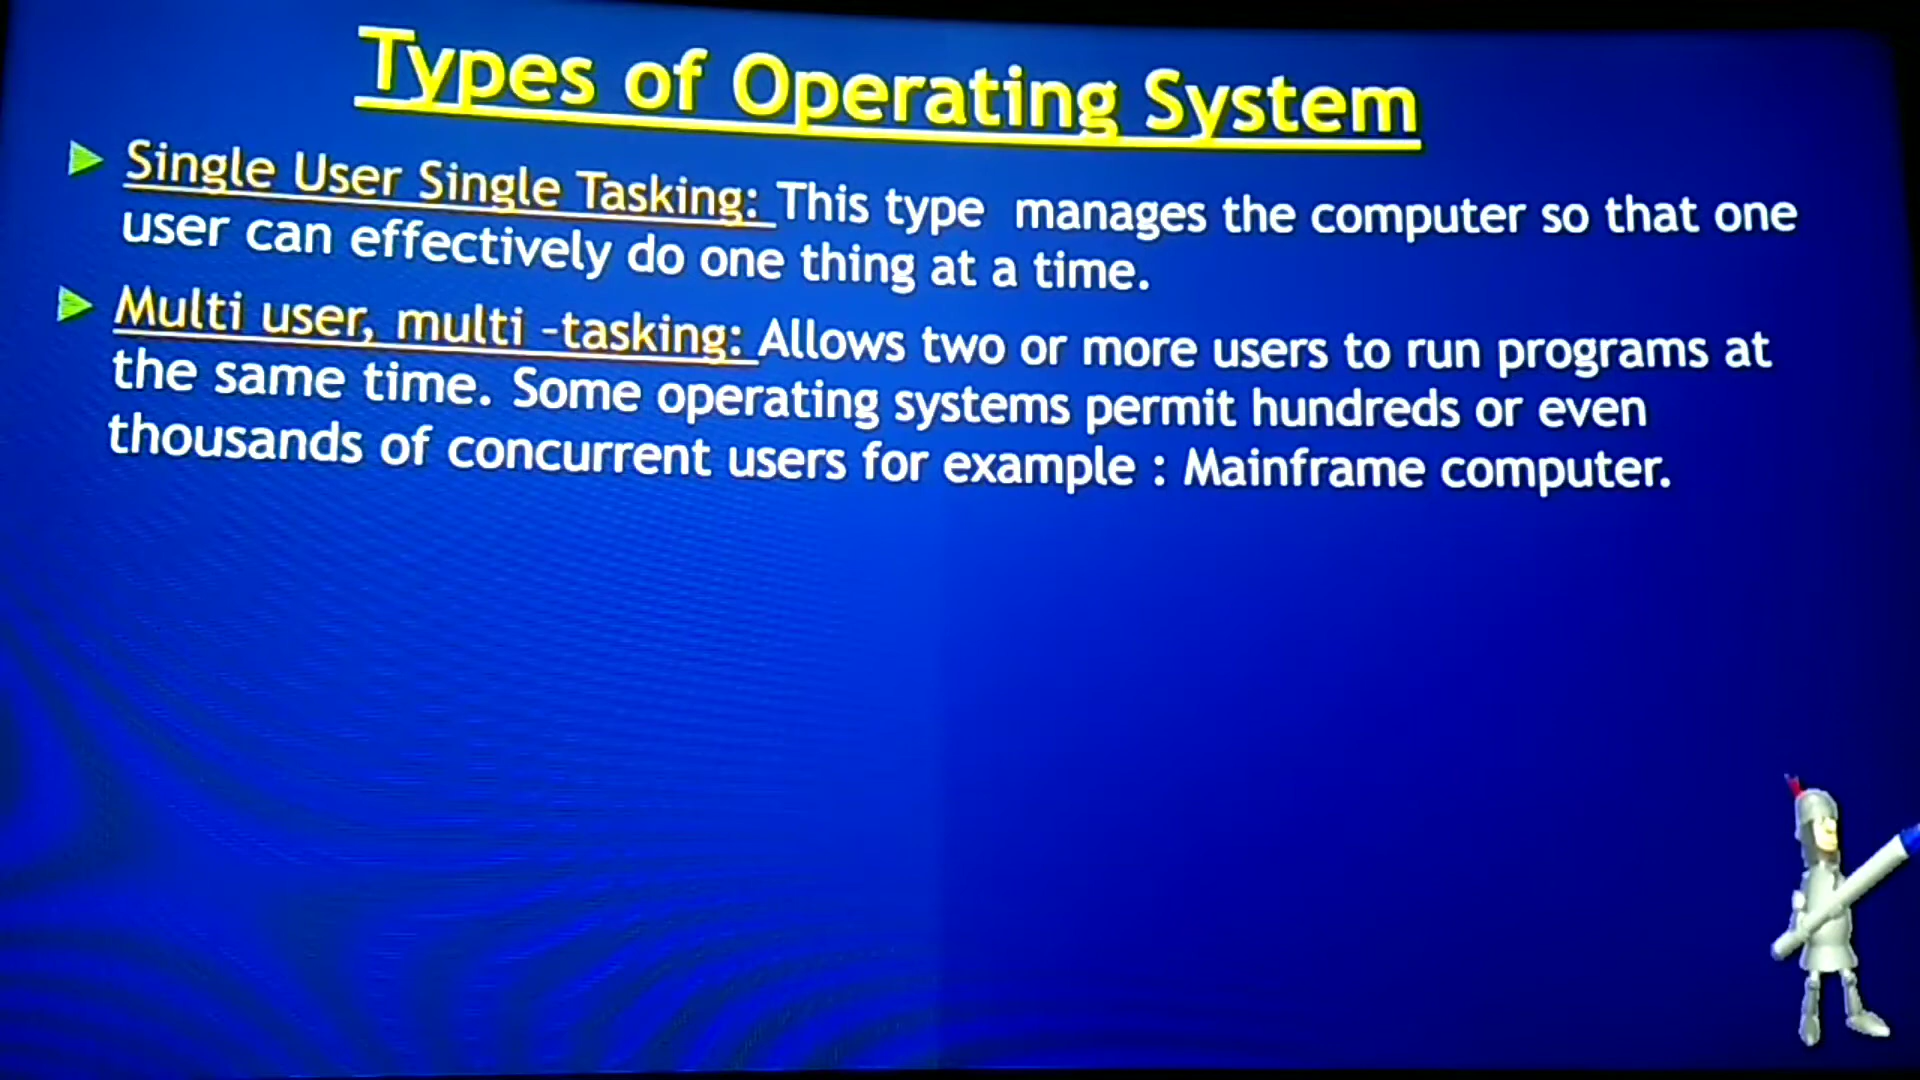 Types of Operating System
Single User Single Tasking: This type manages the computer so that one
user can effectively do one thing at a time.
Multi user, multi -tasking: Allows two or more users to run programs at
the same time. Some operating systems permit hundreds or even
thousands of concurrent users for example : Mainframe computer.